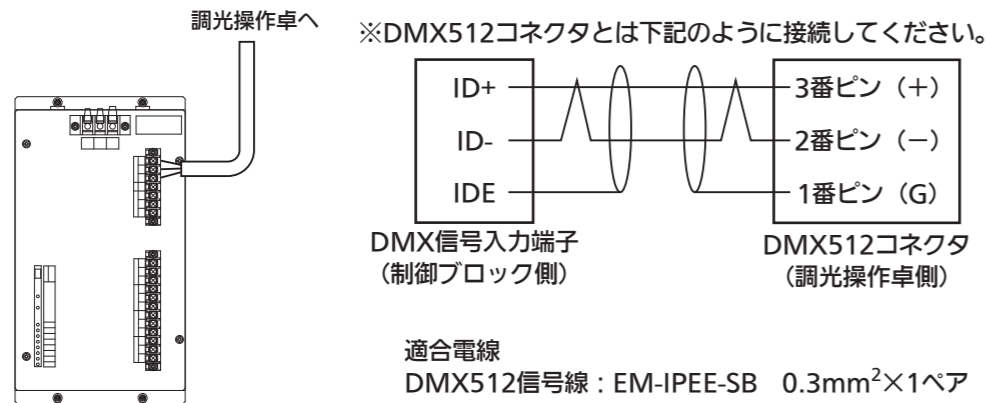 調光操作卓へ
※DMX512コネクタとは下記のように接続してください。
ID+
3番ピン（＋）
ID-
2番ピン（－）
IDE
1番ピン（G）
DMX信号入力端子
（制御ブロック側）
DMX512コネクタ
（調光操作卓側）
適合電線
DMX512信号線：EM-IPEE-SB　0.3mm²×1ペア